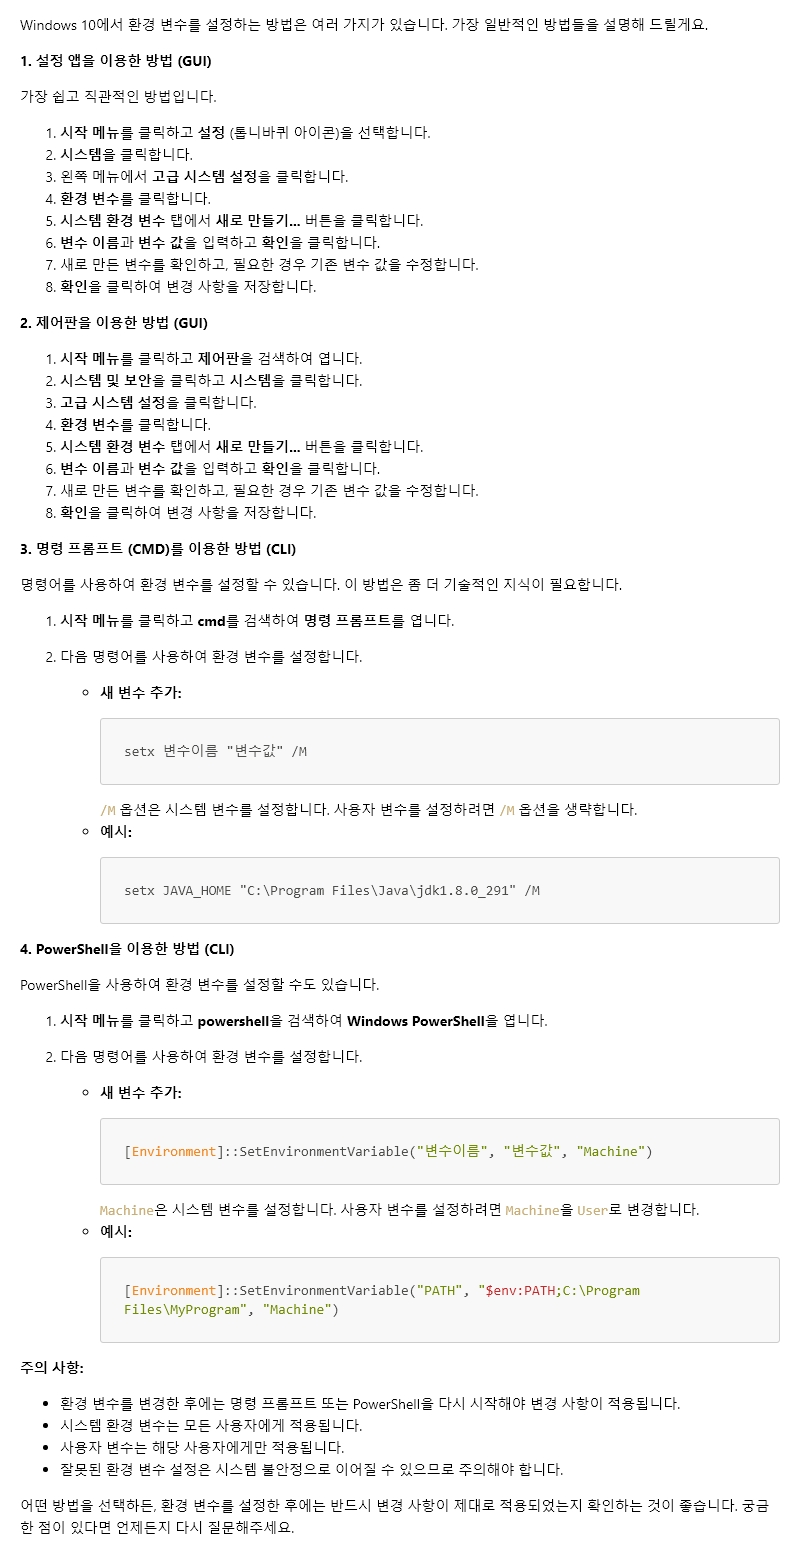 Windows 10에서 환경 변수를 설정하는 방법은 여러 가지가 있습니다. 가장 일반적인 방법들을 설명해 드릴게요.
1. 설정 앱을 이용한 방법 (GUI)
가장 쉽고 직관적인 방법입니다.
1. 시작 메뉴를 클릭하고 설정 (톱니바퀴 아이콘)을 선택합니다.
2. 시스템을 클릭합니다.
3. 왼쪽 메뉴에서 고급 시스템 설정을 클릭합니다.
4. 환경 변수를 클릭합니다.
5. 시스템 환경 변수 탭에서 새로 만들기... 버튼을 클릭합니다.
6. 변수 이름과 변수 값을 입력하고 확인을 클릭합니다.
7. 새로 만든 변수를 확인하고, 필요한 경우 기존 변수 값을 수정합니다.
8. 확인을 클릭하여 변경 사항을 저장합니다.
2. 제어판을 이용한 방법 (GUI)
1. 시작 메뉴를 클릭하고 제어판을 검색하여 엽니다.
2. 시스템 및 보안을 클릭하고 시스템을 클릭합니다.
3. 고급 시스템 설정을 클릭합니다.
4. 환경 변수를 클릭합니다.
5. 시스템 환경 변수 탭에서 새로 만들기... 버튼을 클릭합니다.
6. 변수 이름과 변수 값을 입력하고 확인을 클릭합니다.
7. 새로 만든 변수를 확인하고, 필요한 경우 기존 변수 값을 수정합니다.
8. 확인을 클릭하여 변경 사항을 저장합니다.
3. 명령 프롬프트 (CMD)를 이용한 방법 (CLI)
명령어를 사용하여 환경 변수를 설정할 수 있습니다. 이 방법은 좀 더 기술적인 지식이 필요합니다.
1. 시작 메뉴를 클릭하고 cmd를 검색하여 명령 프롬프트를 엽니다.
2. 다음 명령어를 사용하여 환경 변수를 설정합니다.
새 변수 추가:
setx 변수이름 "변수값" /M
/M 옵션은 시스템 변수를 설정합니다. 사용자 변수를 설정하려면 /M 옵션을 생략합니다.
예시:
setx JAVA_HOME "C:\Program Files\Java\jdk1.8.0_291" /M
4. PowerShell을 이용한 방법 (CLI)
PowerShell을 사용하여 환경 변수를 설정할 수도 있습니다.
1. 시작 메뉴를 클릭하고 powershell을 검색하여 Windows PowerShell을 엽니다.
2. 다음 명령어를 사용하여 환경 변수를 설정합니다.
새 변수 추가:
[Environment]::SetEnvironmentVariable("변수이름", "변수값", "Machine")
Machine은 시스템 변수를 설정합니다. 사용자 변수를 설정하려면 Machine을 User로 변경합니다.
예시:
[Environment]::SetEnvironmentVariable("PATH", "$env:PATH;C:\Program
Files\MyProgram", "Machine")
주의 사항:
환경 변수를 변경한 후에는 명령 프롬프트 또는 PowerShell을 다시 시작해야 변경 사항이 적용됩니다.
시스템 환경 변수는 모든 사용자에게 적용됩니다.
사용자 변수는 해당 사용자에게만 적용됩니다.
잘못된 환경 변수 설정은 시스템 불안정으로 이어질 수 있으므로 주의해야 합니다.
어떤 방법을 선택하든, 환경 변수를 설정한 후에는 반드시 변경 사항이 제대로 적용되었는지 확인하는 것이 좋습니다. 궁금
한 점이 있다면 언제든지 다시 질문해주세요.